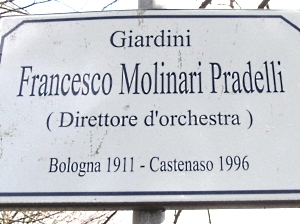 Giardini
Francesco Molinari Pradelli
( Direttore d'orchestra )
Bologna 1911 - Castenaso 1996